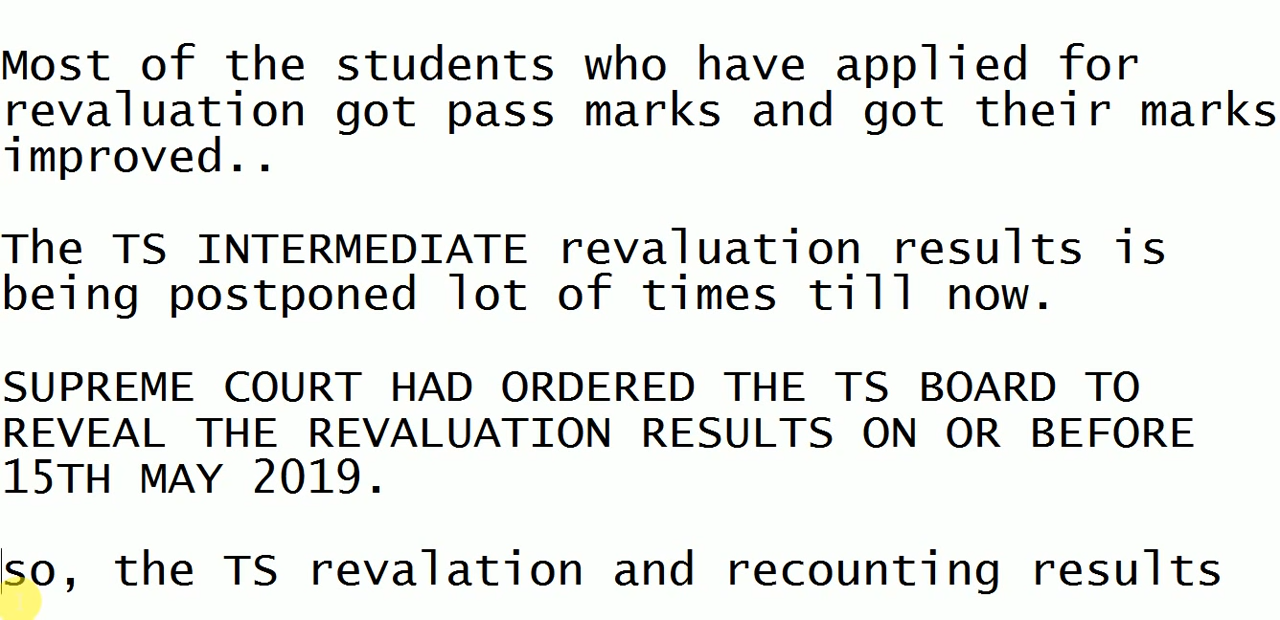 Most of the students who have applied for
revaluation got pass marks and got their marks
improved..
The TS INTERMEDIATE revaluation results is
being postponed lot of times till now.
SUPREME COURT HAD ORDERED THE TS BOARD TO
REVEAL THE REVALUATION RESULTS ON OR BEFORE
15TH MAY 2019.
so, the TS revalation and recounting results